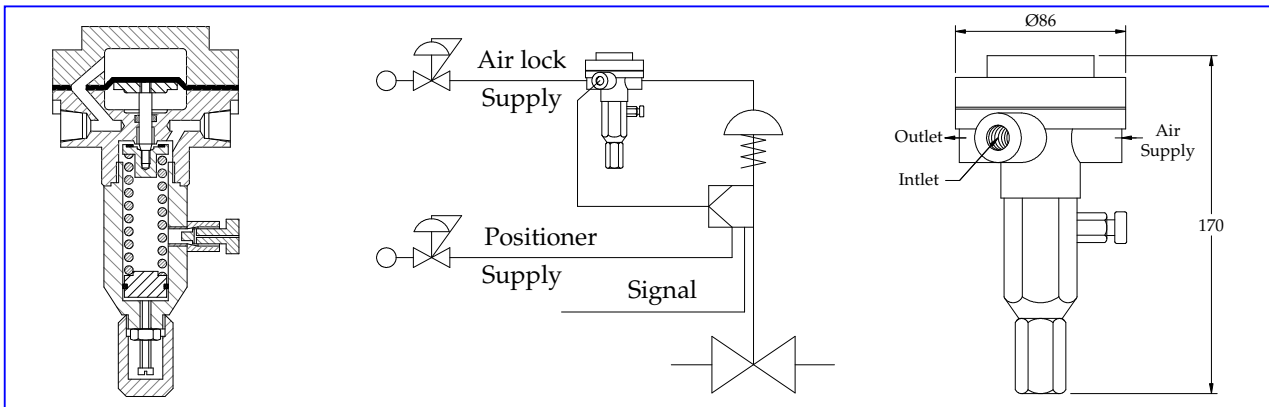 Air lock
Supply
Positioner
Supply
Signal
Ø86
Outlet
Intlet
Air
Supply
170